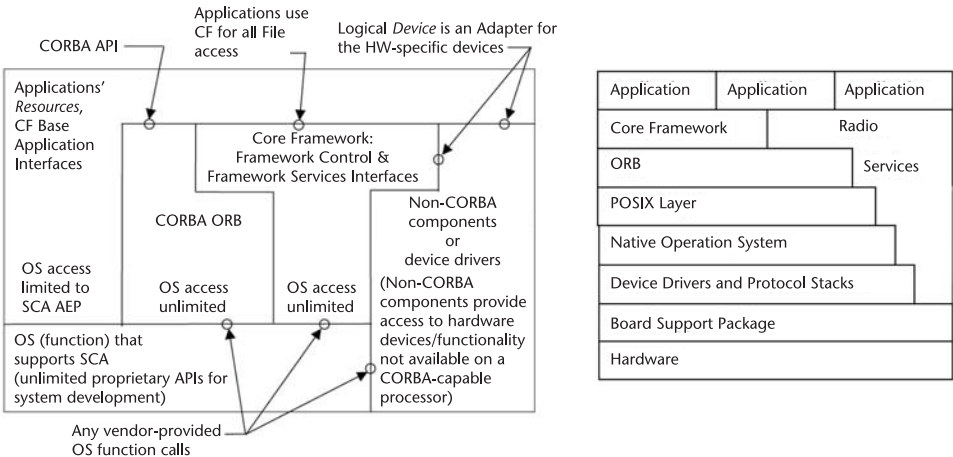 Applications use
CF for all File
access
Logical Device is an Adapter for
the HW-specific devices
CORBA API
Applications’
Resources,
CF Base
Application
Interfaces
Core Framework:
Framework Control &
Framework Services Interfaces
CORBA ORB
Non-CORBA
components
or
device drivers
(Non-CORBA
components provide
access to hardware
devices/functionality
not available on a
CORBA-capable
processor)
OS access
limited to
SCA AEP
OS access
unlimited
OS access
unlimited
OS (function) that
supports SCA
(unlimited proprietary APIs for
system development)
Any vendor-provided
OS function calls
Application
Application
Application
Core Framework
Radio
ORB
Services
POSIX Layer
Native Operation System
Device Drivers and Protocol Stacks
Board Support Package
Hardware